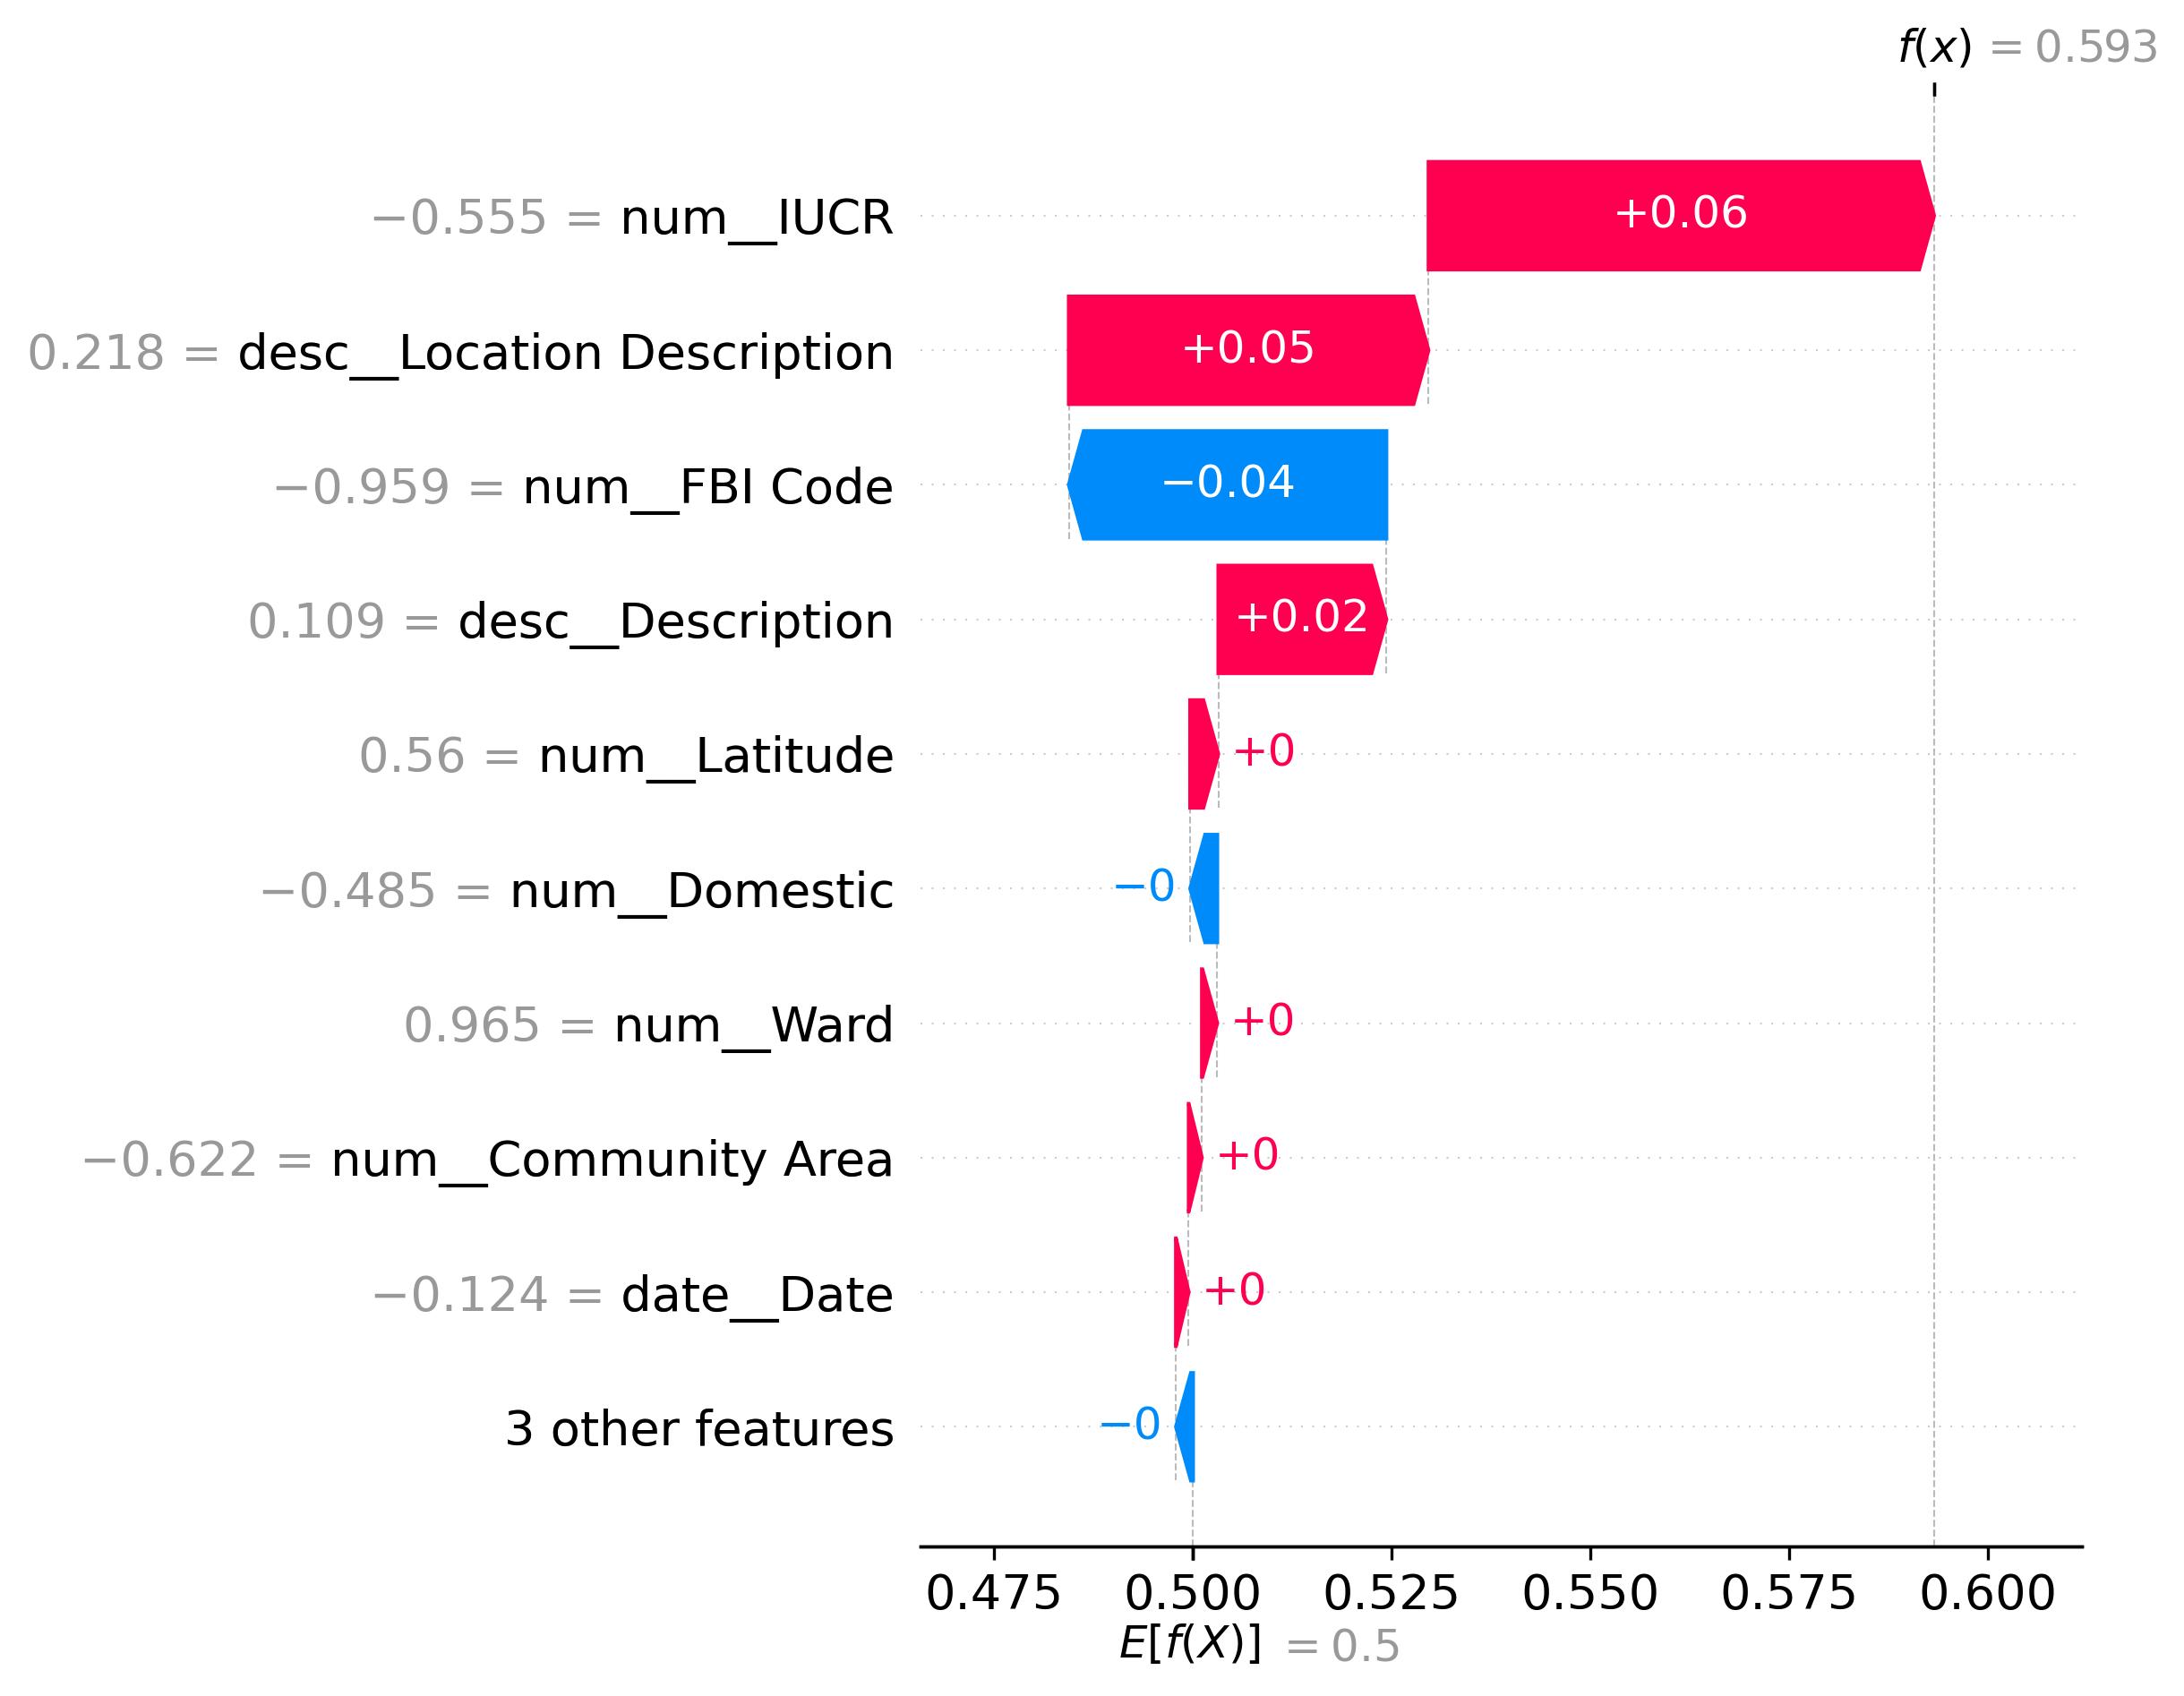 f(x) = 0.593
−0.555 = num__IUCR
+0.06
0.218 = desc__Location Description
+0.05
−0.959 = num__FBI Code
−0.04
0.109 = desc__Description
+0.02
0.56 = num__Latitude
+0
−0.485 = num__Domestic
−0
0.965 = num__Ward
+0
−0.622 = num__Community Area
+0
−0.124 = date__Date
+0
3 other features
−0
0.475 0.500 0.525 0.550 0.575 0.600
E[f(X)] = 0.5